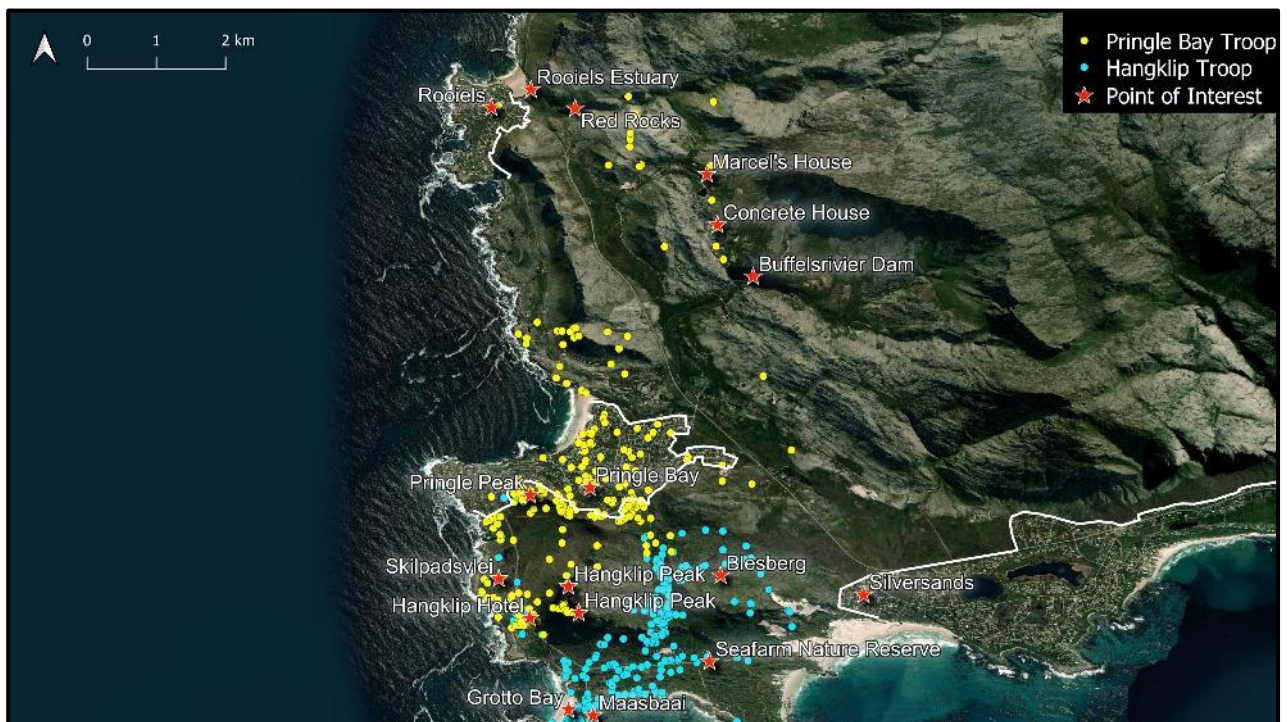 0 1 2 km
Pringle Bay Troop
Hangklip Troop
Point of Interest
Rooiels Estuary
Rooiels
Red Rocks
Marcel's House
Concrete House
Buffelsrivier Dam
Pringle Peak
Pringle Bay
Skilpadsvlei
Hangklip Peak
Blesberg
Silversands
Hangklip Hotel
Hangklip Peak
Seafarm Nature Reserve
Grotto Bay
Maasbaai